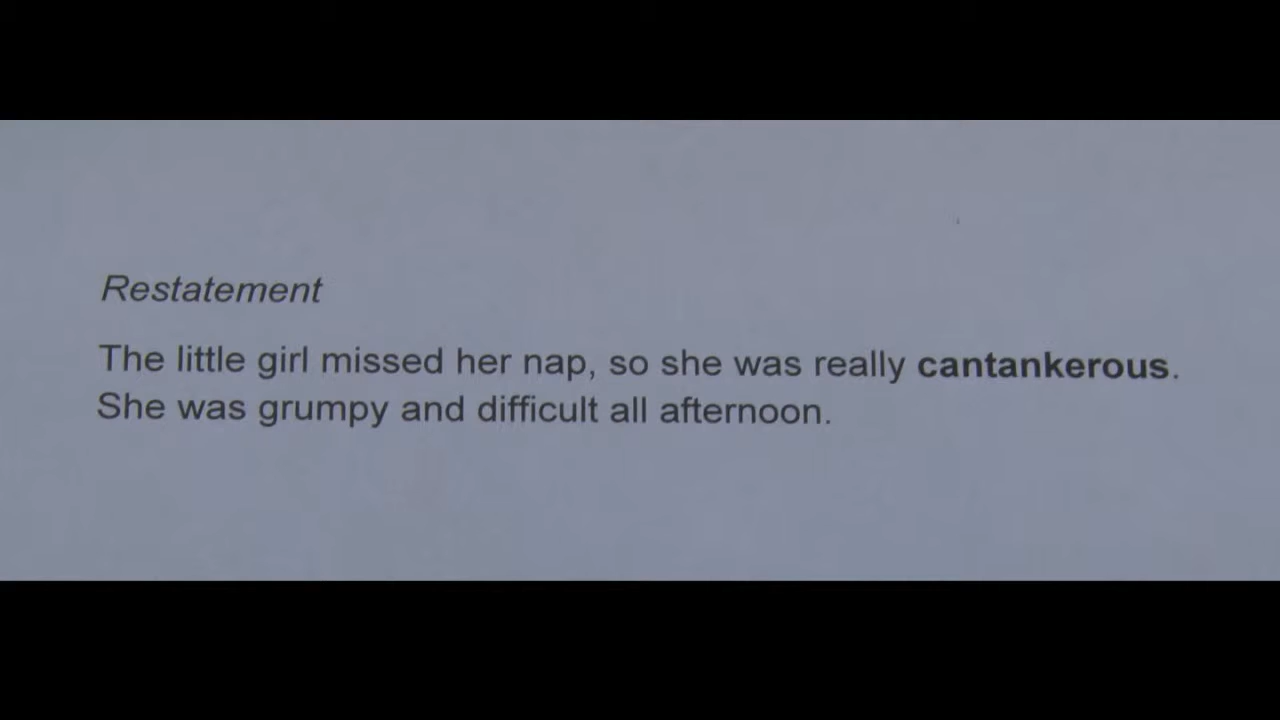 Restatement
The little girl missed her nap, so she was really cantankerous.
She was grumpy and difficult all afternoon.